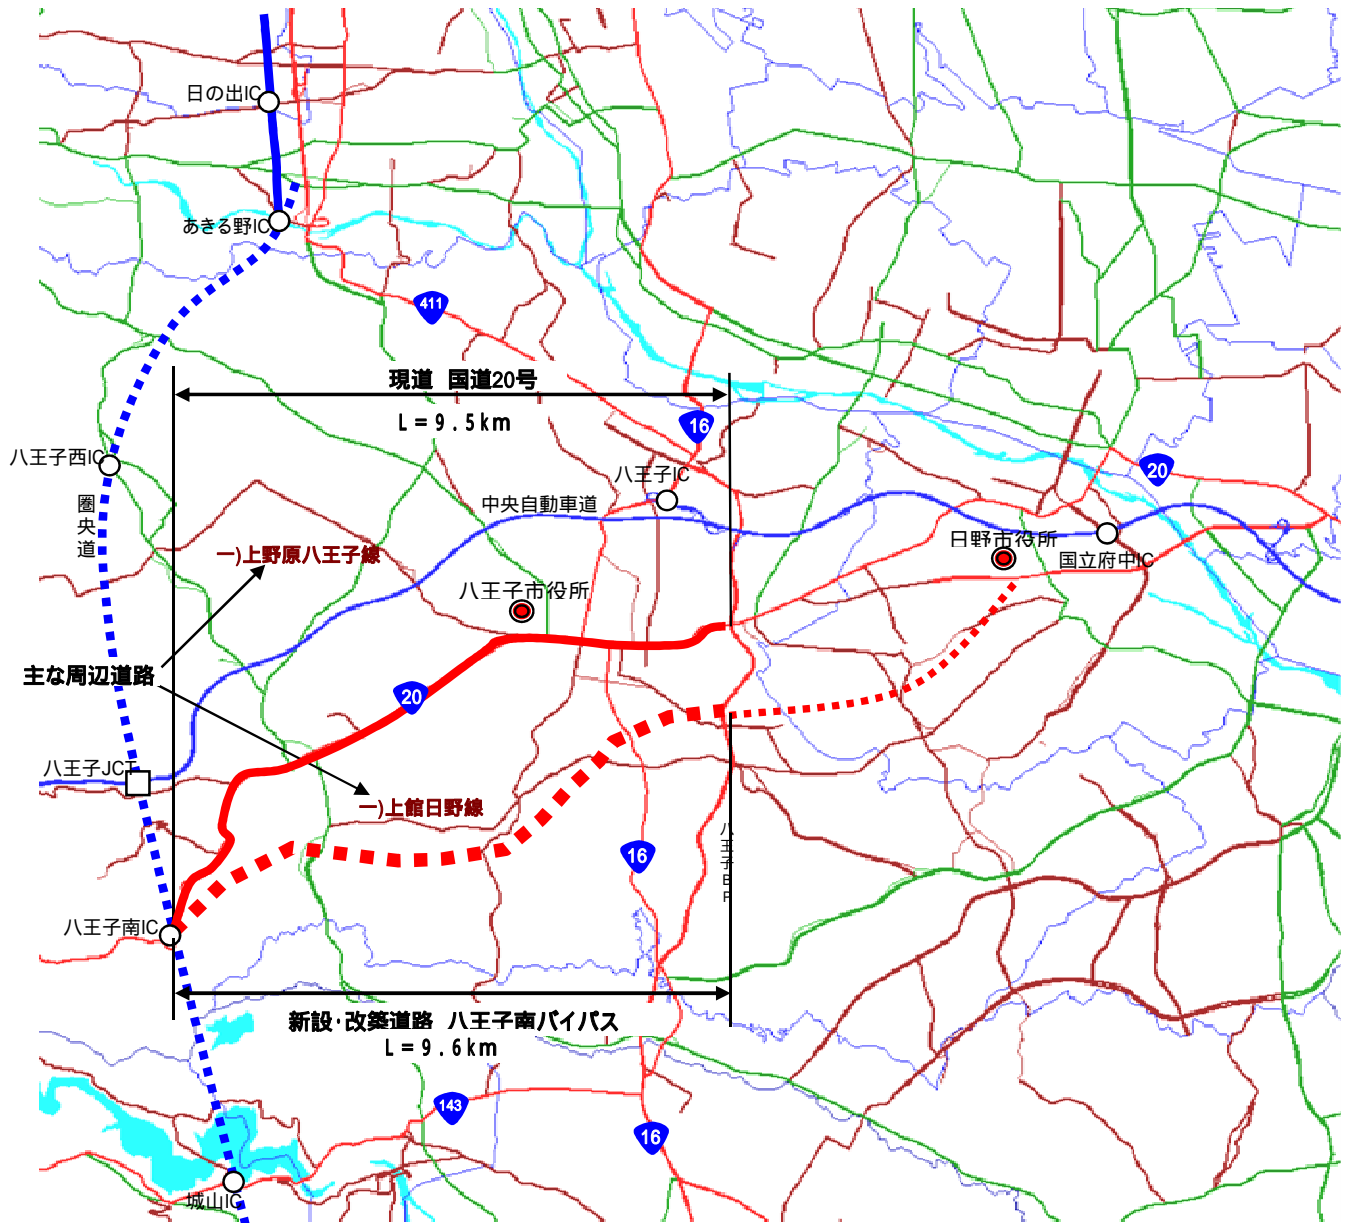 日の出IC
あきる野IC
411
現道 国道20号
L=9.5km
16
八王子西IC
八王子IC
20
圏央道
中央自動車道
一)上野原八王子線
日野市役所
国立府中IC
八王子市役所
主な周辺道路
20
八王子JCT
一)上館日野線
16
八王子南IC
新設・改築道路 八王子南バイパス
L=9.6km
143
16
城山IC